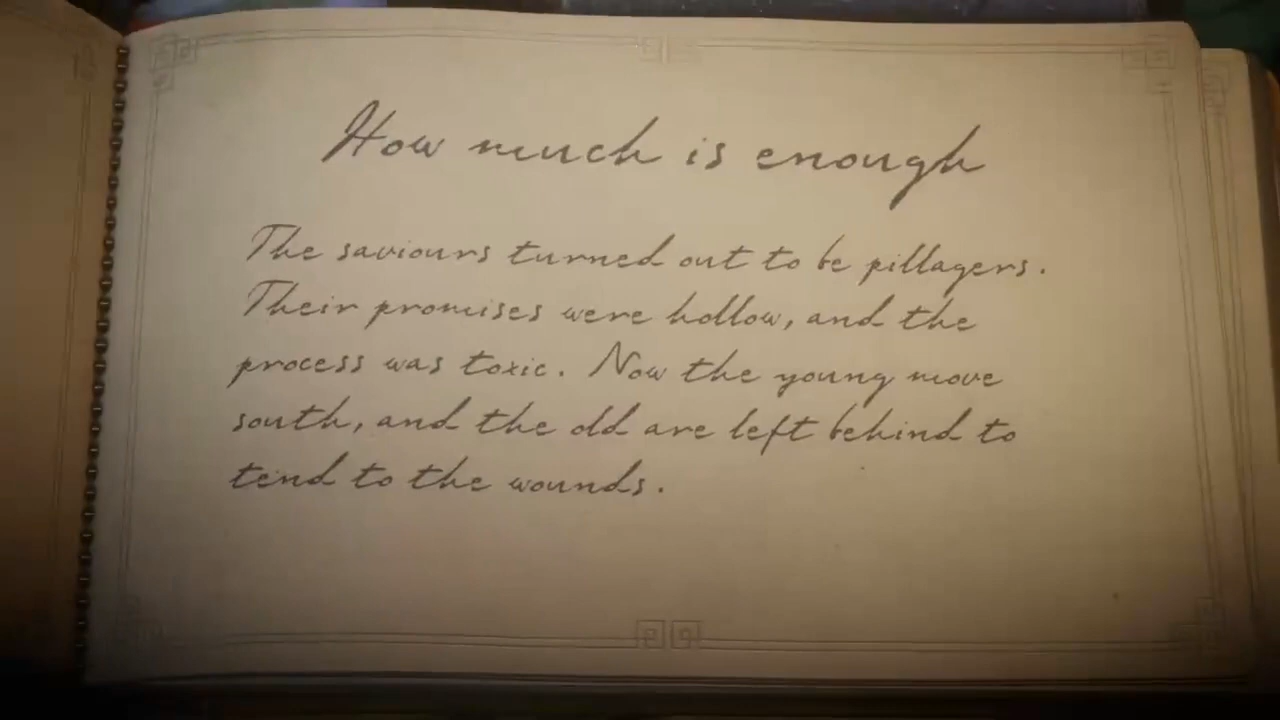 How much is enough
The saviours turned out to be pillagers.
Their promises were hollow, and the
process was toxic. Now the young move
south, and the old are left behind to
tend to the wounds.